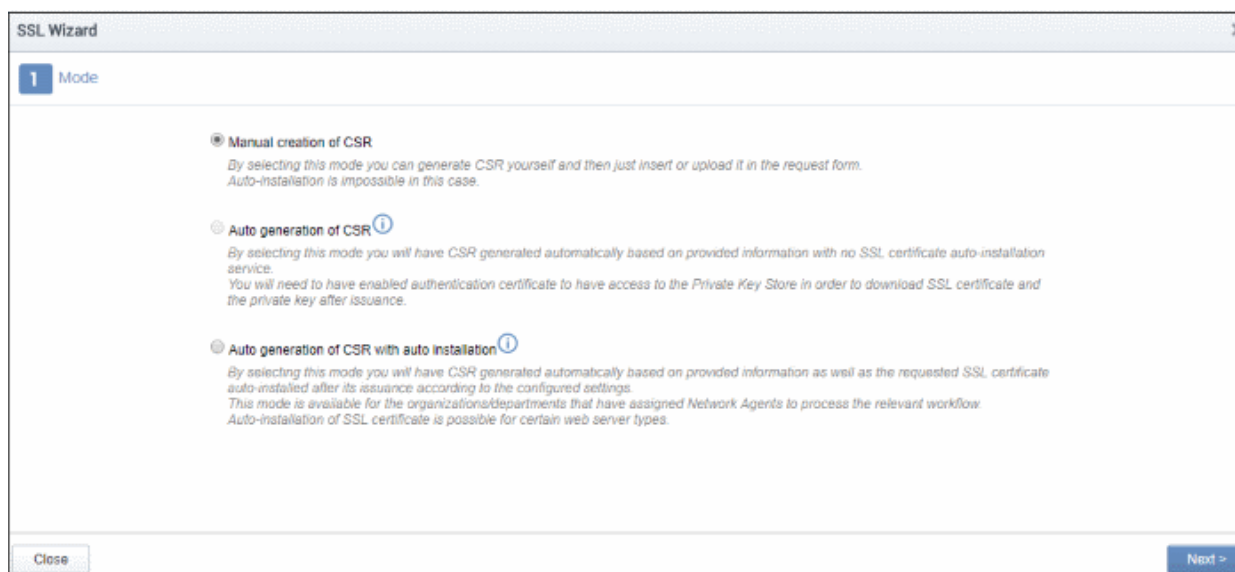 SSL Wizard
1 Mode
Manual creation of CSR
By selecting this mode you can generate CSR yourself and then just insert or upload it in the request form.
Auto-installation is impossible in this case.
Auto generation of CSR
By selecting this mode you will have CSR generated automatically based on provided information with no SSL certificate auto-installation
service.
You will need to have enabled authentication certificate to have access to the Private Key Store in order to download SSL certificate and
the private key after issuance.
Auto generation of CSR with auto installation
By selecting this mode you will have CSR generated automatically based on provided information as well as the requested SSL certificate
auto-installed after its issuance according to the configured settings.
This mode is available for the organizations/departments that have assigned Network Agents to process the relevant workflow.
Auto-installation of SSL certificate is possible for certain web server types.
Close
Next >